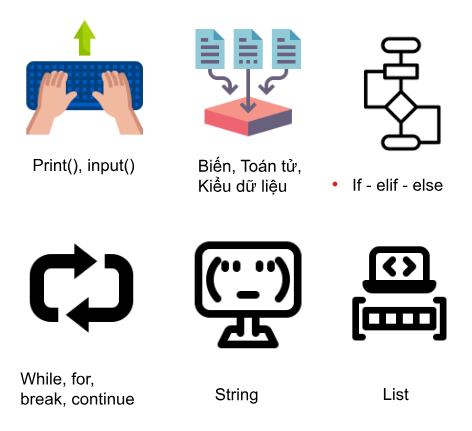 Print(), input()
Biến, Toán tử,
Kiểu dữ liệu
• If - elif - else
While, for,
break, continue
String
List